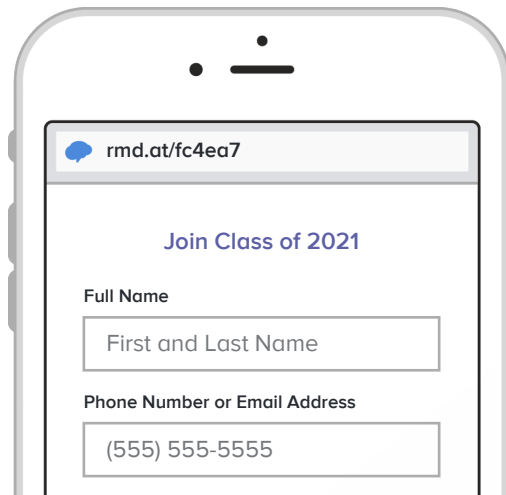 rmd.at/fc4ea7
Join Class of 2021
Full Name
First and Last Name
Phone Number or Email Address
(555) 555-5555